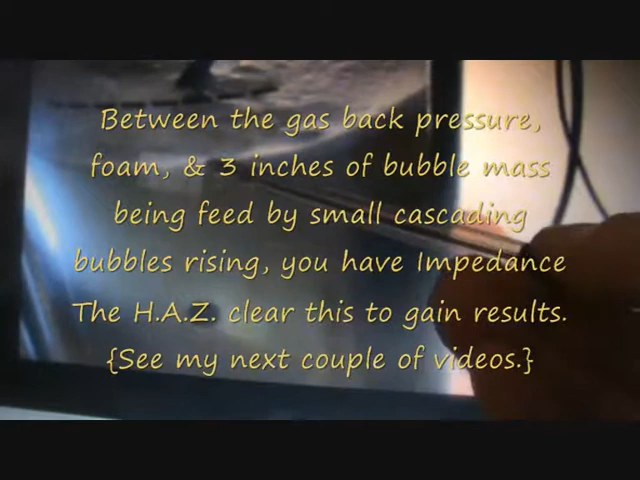 Between the gas back pressure,
foam, & 3 inches of bubble mass
being feed by small cascading
bubbles rising, you have Impedance
The H.A.Z. clear this to gain results.
{See my next couple of videos.}